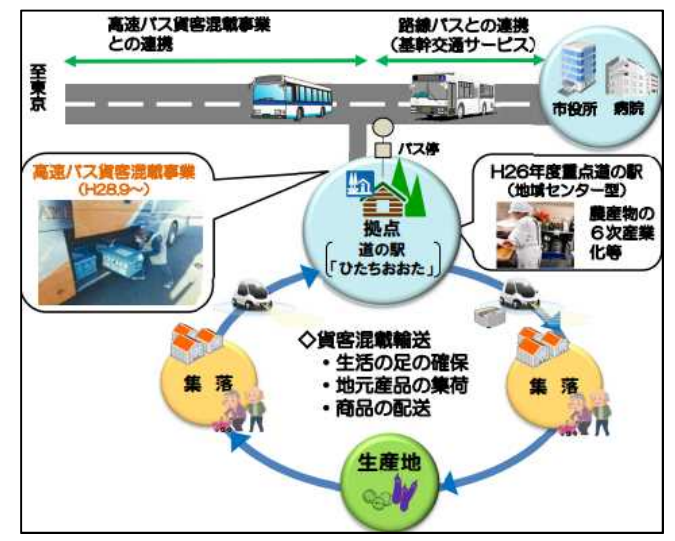 高速バス貨客混載事業
との連携
路線バスとの連携
（基幹交通サービス）
至東京
市役所
病院
バス停
高速バス貨客混載事業
（H28.9～）
H26年度重点道の駅
（地域センター型）
農産物の
６次産業
化等
拠点
道の駅
「ひたちおおた」
◇貨客混載輸送
・生活の足の確保
・地元産品の集荷
・商品の配送
集 落
集 落
生産地